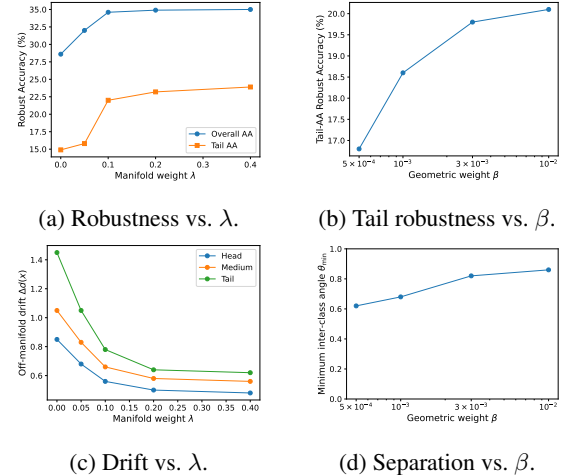 35.0
32.5
30.0
27.5
25.0
22.5
20.0
17.5
15.0
Robust Accuracy (%)
Overall AA
Tail AA
0.0 0.1 0.2 0.3 0.4
Manifold weight λ
(a) Robustness vs. λ.
20.0
19.5
19.0
18.5
18.0
17.5
17.0
Tail-AA Robust Accuracy (%)
5 × 10⁻⁴ 10⁻³ 3 × 10⁻³ 10⁻²
Geometric weight β
(b) Tail robustness vs. β.
1.4
1.2
1.0
0.8
0.6
Off-manifold drift Δd(x)
Head
Medium
Tail
0.00 0.05 0.10 0.15 0.20 0.25 0.30 0.35 0.40
Manifold weight λ
(c) Drift vs. λ.
1.0
0.8
0.6
0.4
0.2
0.0
Minimum inter-class angle θmin
5 × 10⁻⁴ 10⁻³ 3 × 10⁻³ 10⁻²
Geometric weight β
(d) Separation vs. β.